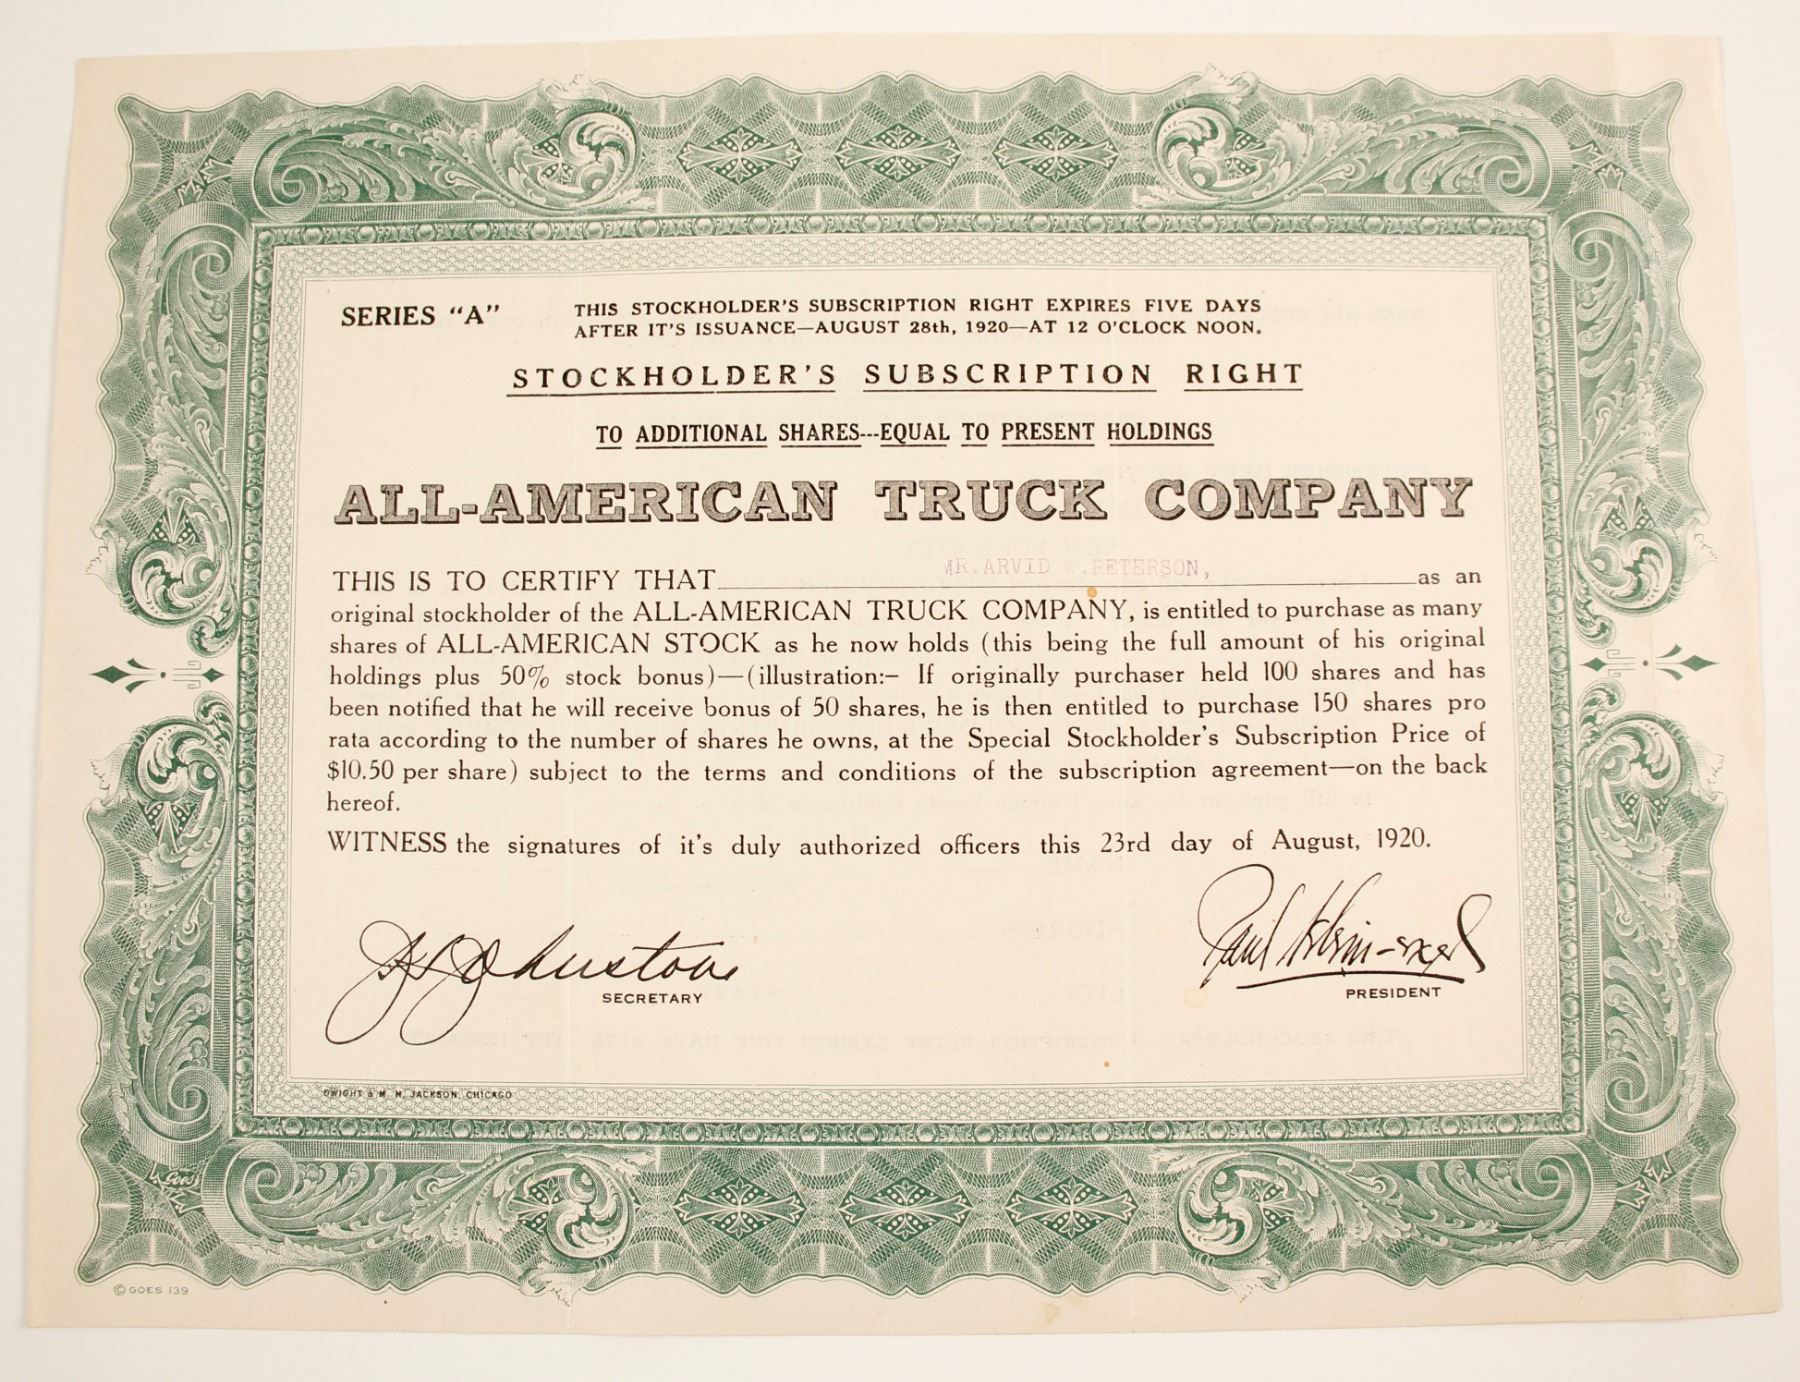 SERIES "A"
THIS STOCKHOLDER'S SUBSCRIPTION RIGHT EXPIRES FIVE DAYS
AFTER IT'S ISSUANCE—AUGUST 28th, 1920—AT 12 O'CLOCK NOON.
STOCKHOLDER'S SUBSCRIPTION RIGHT
TO ADDITIONAL SHARES---EQUAL TO PRESENT HOLDINGS
ALL-AMERICAN TRUCK COMPANY
THIS IS TO CERTIFY THAT MR. ARVID W. PETERSON, as an
original stockholder of the ALL-AMERICAN TRUCK COMPANY, is entitled to purchase as many
shares of ALL-AMERICAN STOCK as he now holds (this being the full amount of his original
holdings plus 50% stock bonus)—(illustration:- If originally purchaser held 100 shares and has
been notified that he will receive bonus of 50 shares, he is then entitled to purchase 150 shares pro
rata according to the number of shares he owns, at the Special Stockholder's Subscription Price of
$10.50 per share) subject to the terms and conditions of the subscription agreement—on the back
hereof.
WITNESS the signatures of it's duly authorized officers this 23rd day of August, 1920.
Johnstone
SECRETARY
Paul
PRESIDENT
DWIGHT & M. H. JACKSON, CHICAGO
Goes
© GOES 139